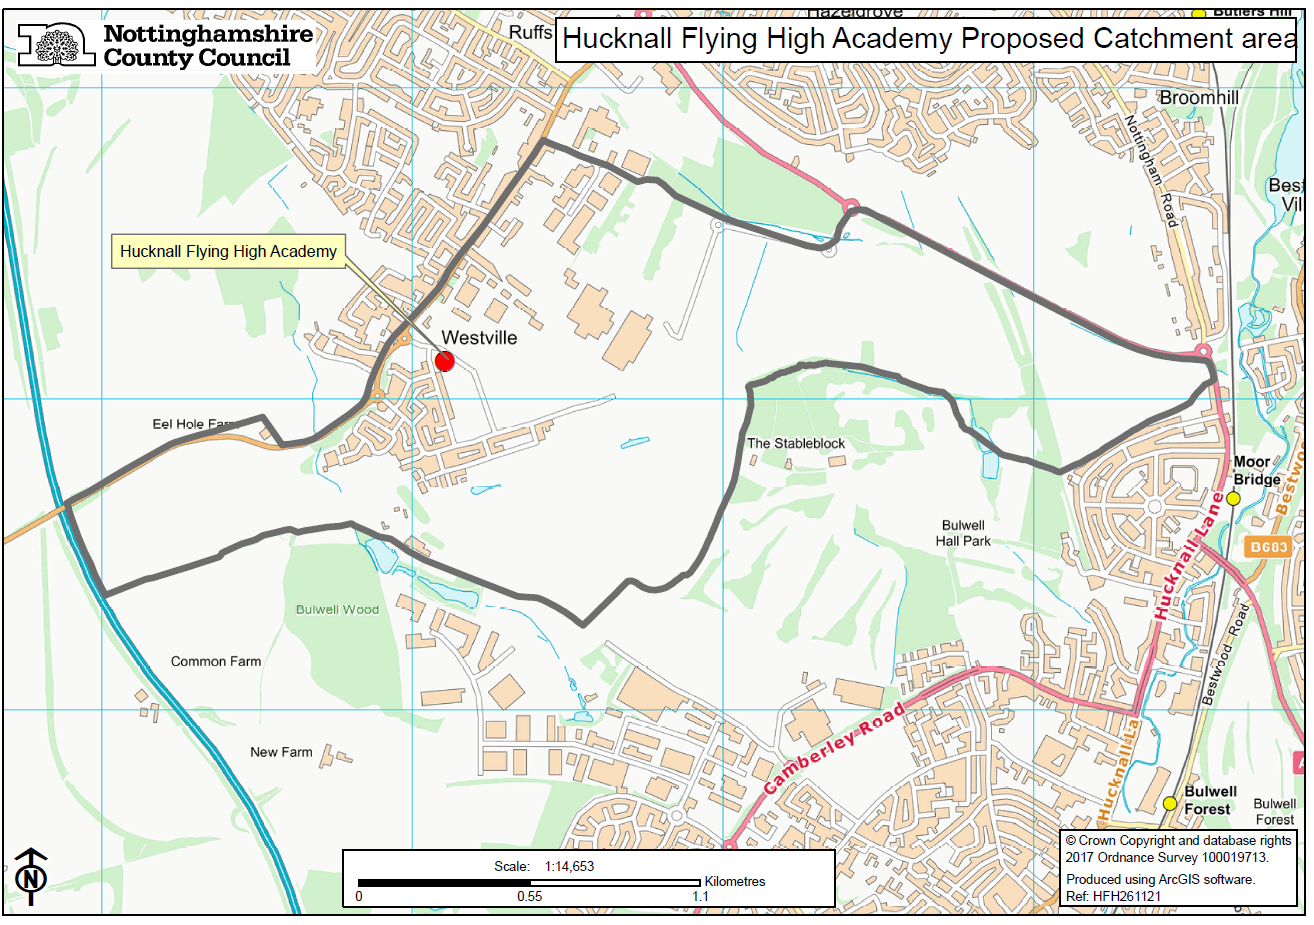 Nottinghamshire
County Council
Hucknall Flying High Academy Proposed Catchment area
Ruffs
Hazelgrove
Butlers Hill
Broomhill
Nottingham Road
Hucknall Flying High Academy
Westville
Eel Hole Farm
The Stableblock
Moor
Bridge
Bulwell
Hall Park
B683
Hucknall Lane
Bestwood Road
Bulwell Wood
Common Farm
New Farm
Camberley Road
Hucknall La
Bulwell
Forest
Bulwell
Forest
Scale: 1:14,653
Kilometres
0 0.55 1.1
© Crown Copyright and database rights
2017 Ordnance Survey 100019713.
Produced using ArcGIS software.
Ref: HFH261121